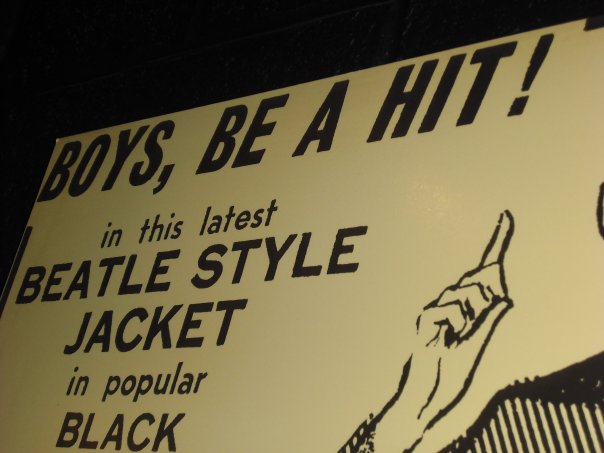 BOYS, BE A HIT!
in this latest
BEATLE STYLE
JACKET
in popular
BLACK